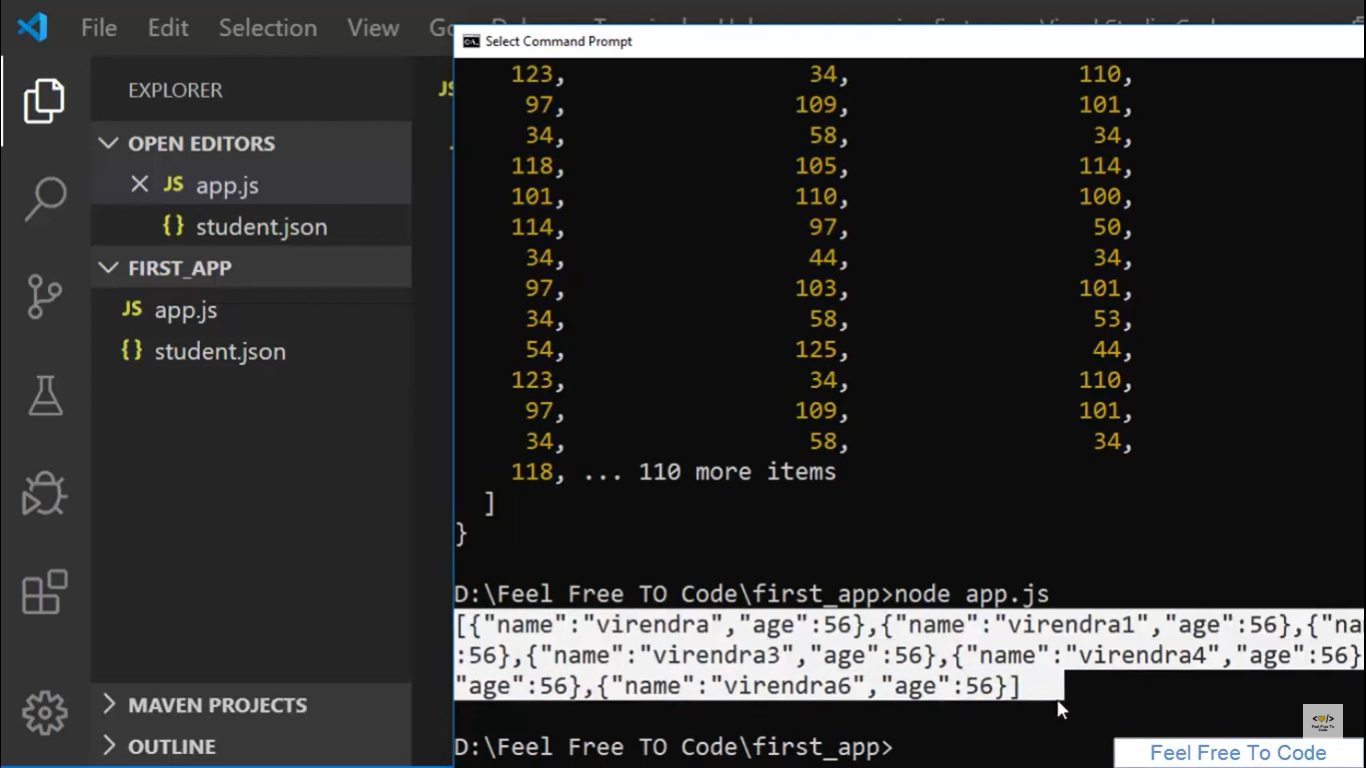 File Edit Selection View Go
Select Command Prompt
EXPLORER
OPEN EDITORS
JS app.js
{} student.json
FIRST_APP
JS app.js
{} student.json
MAVEN PROJECTS
OUTLINE
123, 34, 110,
97, 109, 101,
34, 58, 34,
118, 105, 114,
101, 110, 100,
114, 97, 50,
34, 44, 34,
97, 103, 101,
34, 58, 53,
54, 125, 44,
123, 34, 110,
97, 109, 101,
34, 58, 34,
118, ... 110 more items
]
}
D:\Feel Free TO Code\first_app>node app.js
[{"name":"virendra","age":56},{"name":"virendra1","age":56},{"na
:56},{"name":"virendra3","age":56},{"name":"virendra4","age":56}
"age":56},{"name":"virendra6","age":56}]
D:\Feel Free TO Code\first_app>
Feel Free To Code